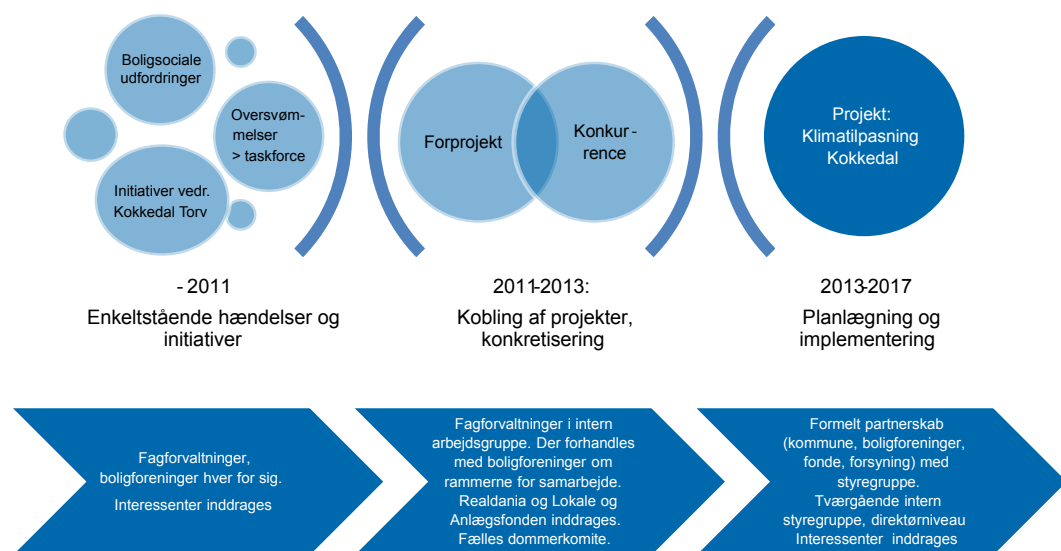 Boligsociale
udfordringer
Oversvøm-
melser
> taskforce
Initiativer vedr.
Kokkedal Torv
Forprojekt
Konkur-
rence
Projekt:
Klimatilpasning
Kokkedal
- 2011
Enkeltstående hændelser og
initiativer
2011-2013:
Kobling af projekter,
konkretisering
2013-2017
Planlægning og
implementering
Fagforvaltninger,
boligforeninger hver for sig.
Interessenter inddrages
Fagforvaltninger i intern
arbejdsgruppe. Der forhandles
med boligforeninger om
rammerne for samarbejde.
Realdania og Lokale og
Anlægsfonden inddrages.
Fælles dommerkomite.
Formelt partnerskab
(kommune, boligforeninger,
fonde, forsyning) med
styregruppe.
Tværgående intern
styregruppe, direktørniveau
Interessenter inddrages